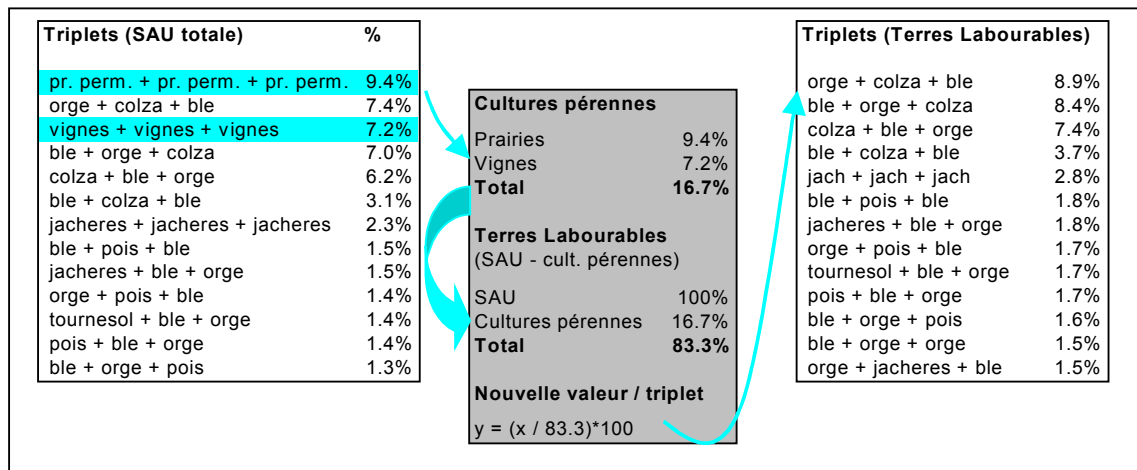 Triplets (SAU totale) %
pr. perm. + pr. perm. + pr. perm. 9.4%
orge + colza + ble 7.4%
vignes + vignes + vignes 7.2%
ble + orge + colza 7.0%
colza + ble + orge 6.2%
ble + colza + ble 3.1%
jacheres + jacheres + jacheres 2.3%
ble + pois + ble 1.5%
jacheres + ble + orge 1.5%
orge + pois + ble 1.4%
tournesol + ble + orge 1.4%
pois + ble + orge 1.4%
ble + orge + pois 1.3%
Cultures pérennes
Prairies 9.4%
Vignes 7.2%
Total 16.7%
Terres Labourables
(SAU - cult. pérennes)
SAU 100%
Cultures pérennes 16.7%
Total 83.3%
Nouvelle valeur / triplet
y = (x / 83.3)*100
Triplets (Terres Labourables)
orge + colza + ble 8.9%
ble + orge + colza 8.4%
colza + ble + orge 7.4%
ble + colza + ble 3.7%
jach + jach + jach 2.8%
ble + pois + ble 1.8%
jacheres + ble + orge 1.8%
orge + pois + ble 1.7%
tournesol + ble + orge 1.7%
pois + ble + orge 1.7%
ble + orge + pois 1.6%
ble + orge + orge 1.5%
orge + jacheres + ble 1.5%